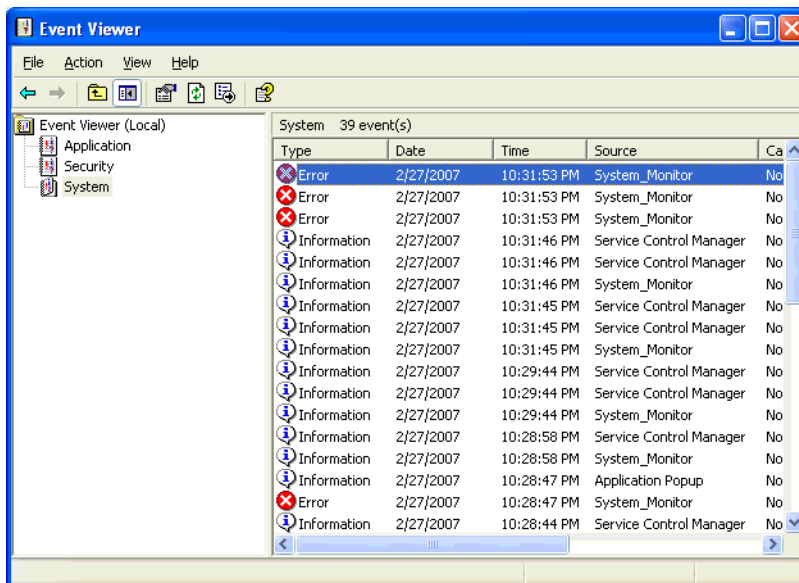 Event Viewer
File Action View Help
Event Viewer (Local)
Application
Security
System
System 39 event(s)
Type Date Time Source Ca
Error 2/27/2007 10:31:53 PM System_Monitor No
Error 2/27/2007 10:31:53 PM System_Monitor No
Error 2/27/2007 10:31:53 PM System_Monitor No
Information 2/27/2007 10:31:46 PM Service Control Manager No
Information 2/27/2007 10:31:46 PM Service Control Manager No
Information 2/27/2007 10:31:46 PM System_Monitor No
Information 2/27/2007 10:31:45 PM Service Control Manager No
Information 2/27/2007 10:31:45 PM Service Control Manager No
Information 2/27/2007 10:31:45 PM System_Monitor No
Information 2/27/2007 10:29:44 PM Service Control Manager No
Information 2/27/2007 10:29:44 PM Service Control Manager No
Information 2/27/2007 10:29:44 PM System_Monitor No
Information 2/27/2007 10:28:58 PM Service Control Manager No
Information 2/27/2007 10:28:58 PM System_Monitor No
Information 2/27/2007 10:28:47 PM Application Popup No
Error 2/27/2007 10:28:47 PM System_Monitor No
Information 2/27/2007 10:28:44 PM Service Control Manager No